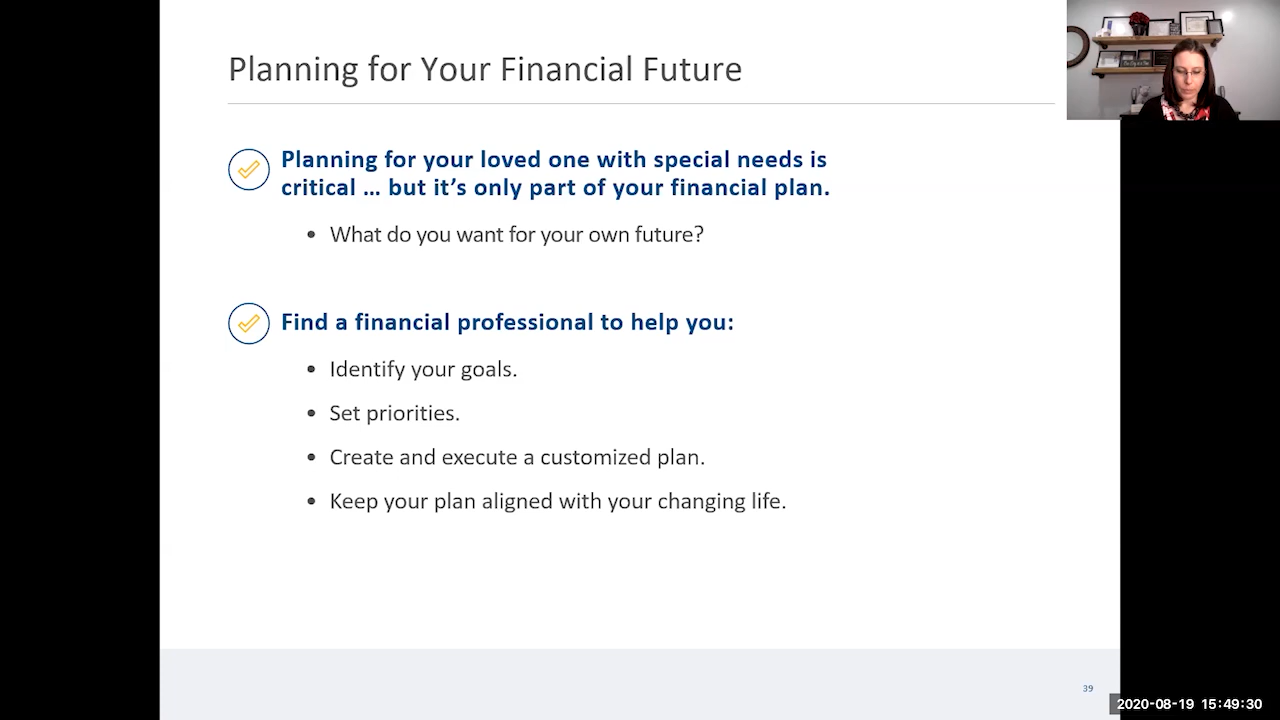 Planning for Your Financial Future
Planning for your loved one with special needs is
critical … but it’s only part of your financial plan.
• What do you want for your own future?
Find a financial professional to help you:
• Identify your goals.
• Set priorities.
• Create and execute a customized plan.
• Keep your plan aligned with your changing life.
39
2020-08-19 15:49:30